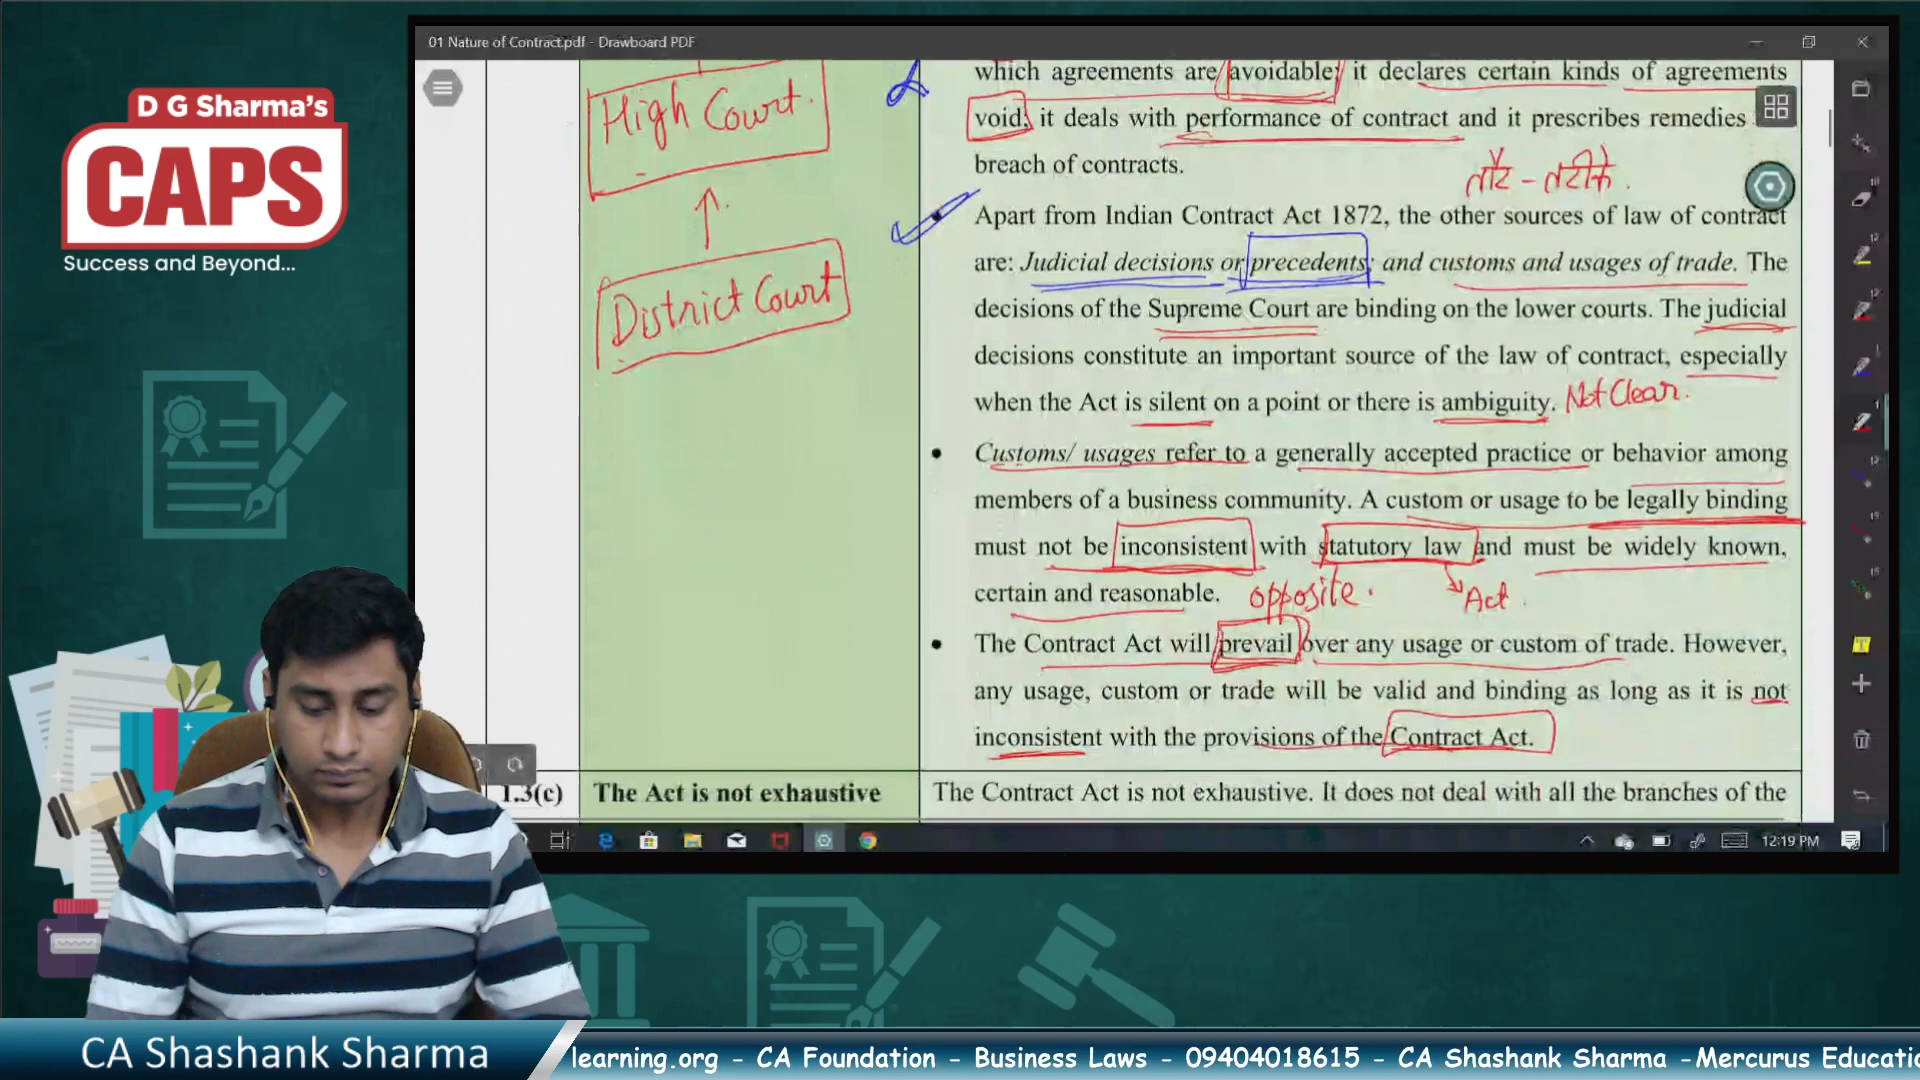 01 Nature of Contract.pdf - Drawboard PDF
D G Sharma's
CAPS
Success and Beyond...
High Court.
District Court
which agreements are avoidable; it declares certain kinds of agreements
void; it deals with performance of contract and it prescribes remedies
breach of contracts.
तौर - तरीके.
Apart from Indian Contract Act 1872, the other sources of law of contract
are: Judicial decisions or precedents; and customs and usages of trade. The
decisions of the Supreme Court are binding on the lower courts. The judicial
decisions constitute an important source of the law of contract, especially
when the Act is silent on a point or there is ambiguity. Not Clear.
• Customs/ usages refer to a generally accepted practice or behavior among
members of a business community. A custom or usage to be legally binding
must not be inconsistent with statutory law and must be widely known,
certain and reasonable. opposite. Act.
• The Contract Act will prevail over any usage or custom of trade. However,
any usage, custom or trade will be valid and binding as long as it is not
inconsistent with the provisions of the Contract Act.
1.3(c) The Act is not exhaustive The Contract Act is not exhaustive. It does not deal with all the branches of the
12:19 PM
CA Shashank Sharma
learning.org - CA Foundation - Business Laws - 09404018615 - CA Shashank Sharma -Mercurus Educatio